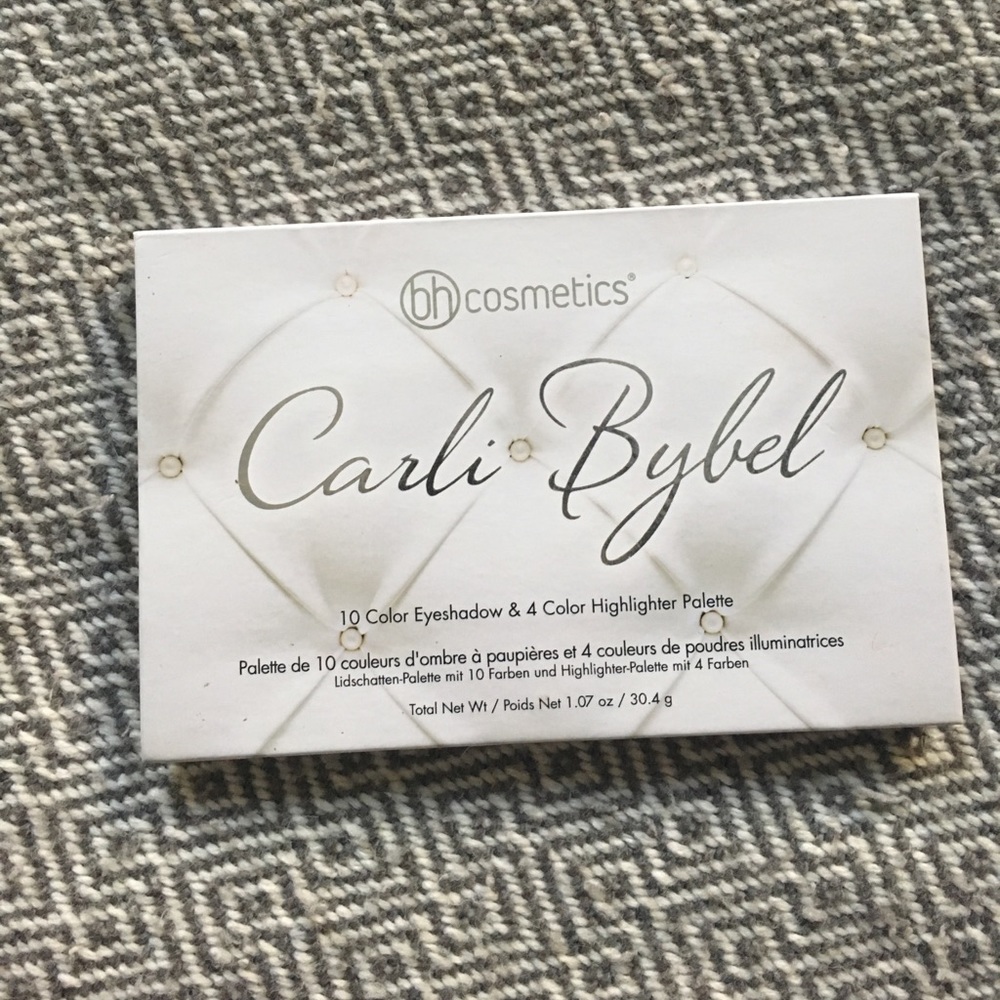 bh cosmetics®
Carli Bybel
10 Color Eyeshadow & 4 Color Highlighter Palette
Palette de 10 couleurs d'ombre à paupières et 4 couleurs de poudres illuminatrices
Lidschatten-Palette mit 10 Farben und Highlighter-Palette mit 4 Farben
Total Net Wt / Poids Net 1.07 oz / 30.4 g